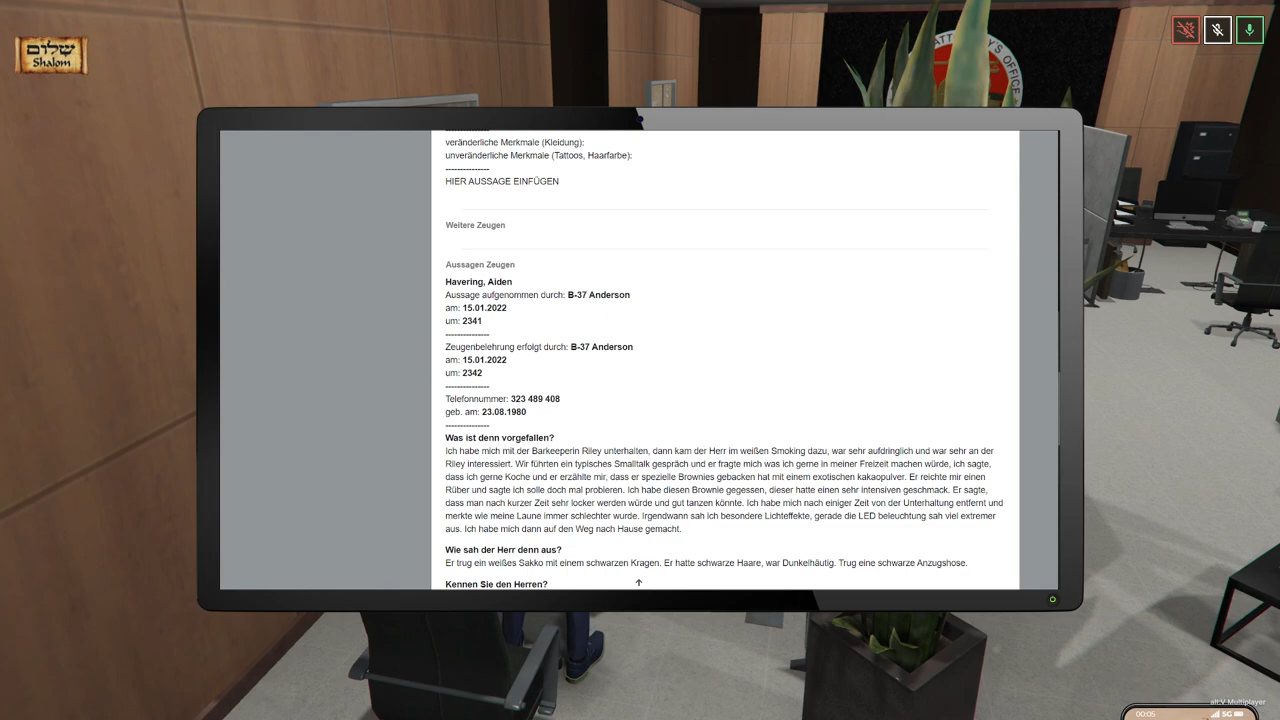 שלום
Shalom
OFFICE
veränderliche Merkmale (Kleidung):
unveränderliche Merkmale (Tattoos, Haarfarbe):
---------------
HIER AUSSAGE EINFÜGEN
Weitere Zeugen
Aussagen Zeugen
Havering, Aiden
Aussage aufgenommen durch: B-37 Anderson
am: 15.01.2022
um: 2341
---------------
Zeugenbelehrung erfolgt durch: B-37 Anderson
am: 15.01.2022
um: 2342
---------------
Telefonnummer: 323 489 408
geb. am: 23.08.1980
---------------
Was ist denn vorgefallen?
Ich habe mich mit der Barkeeperin Riley unterhalten, dann kam der Herr im weißen Smoking dazu, war sehr aufdringlich und war sehr an der
Riley interessiert. Wir führten ein typisches Smalltalk gespräch und er fragte mich was ich gerne in meiner Freizeit machen würde, ich sagte,
dass ich gerne Koche und er erzählte mir, dass er spezielle Brownies gebacken hat mit einem exotischen kakaopulver. Er reichte mir einen
Rüber und sagte ich solle doch mal probieren. Ich habe diesen Brownie gegessen, dieser hatte einen sehr intensiven geschmack. Er sagte,
dass man nach kurzer Zeit sehr locker werden würde und gut tanzen könnte. Ich habe mich nach einiger Zeit von der Unterhaltung entfernt und
merkte wie meine Laune immer schlechter wurde. Irgendwann sah ich besondere Lichteffekte, gerade die LED beleuchtung sah viel extremer
aus. Ich habe mich dann auf den Weg nach Hause gemacht.
Wie sah der Herr denn aus?
Er trug ein weißes Sakko mit einem schwarzen Kragen. Er hatte schwarze Haare, war Dunkelhäutig. Trug eine schwarze Anzugshose.
Kennen Sie den Herren?
alt:V Multiplayer
00:05
5G